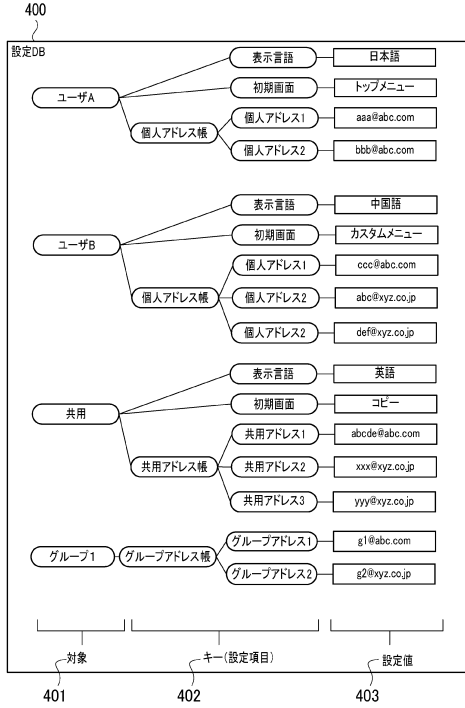 400
設定DB
表示言語
日本語
ユーザA
初期画面
トップメニュー
個人アドレス帳
個人アドレス1
aaa@abc.com
個人アドレス2
bbb@abc.com
表示言語
中国語
ユーザB
初期画面
カスタムメニュー
個人アドレス1
ccc@abc.com
個人アドレス帳
個人アドレス2
abc@xyz.co.jp
個人アドレス2
def@xyz.co.jp
表示言語
英語
共用
初期画面
コピー
共用アドレス1
abcde@abc.com
共用アドレス帳
共用アドレス2
xxx@xyz.co.jp
共用アドレス3
yyy@xyz.co.jp
グループアドレス1
g1@abc.com
グループ1
グループアドレス帳
グループアドレス2
g2@xyz.co.jp
対象
キー(設定項目)
設定値
401
402
403